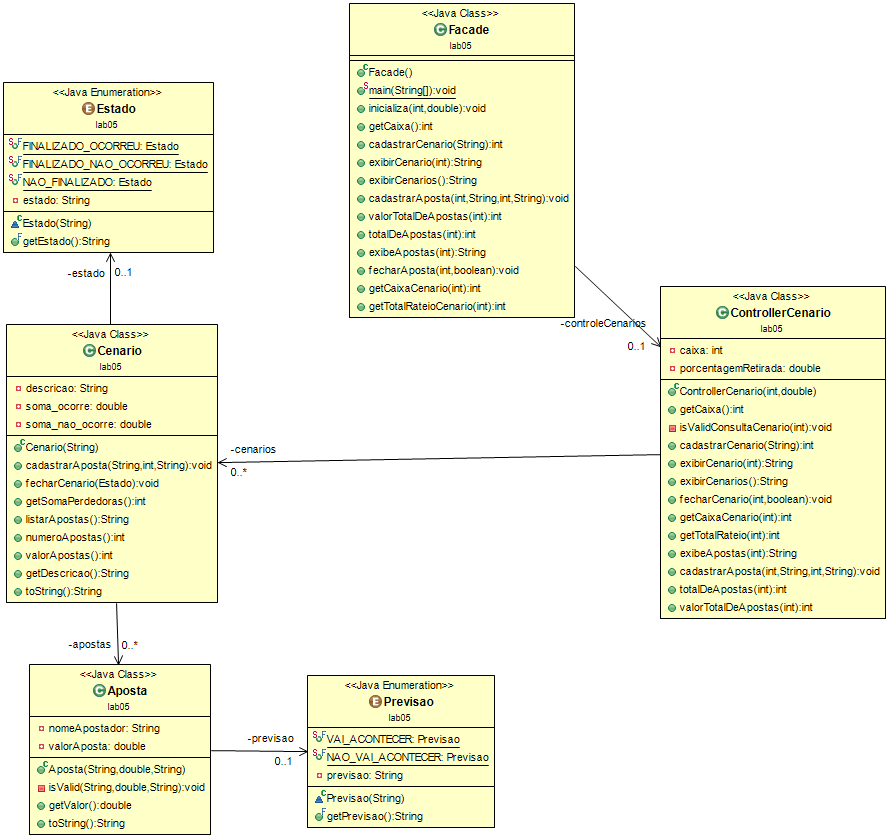 <<Java Class>>
Facade
lab05
Facade()
main(String[]):void
inicializa(int,double):void
getCaixa():int
cadastrarCenario(String):int
exibirCenario(int):String
exibirCenarios():String
cadastrarAposta(int,String,int,String):void
valorTotalDeApostas(int):int
totalDeApostas(int):int
exibeApostas(int):String
fecharAposta(int,boolean):void
getCaixaCenario(int):int
getTotalRateioCenario(int):int
<<Java Enumeration>>
Estado
lab05
FINALIZADO_OCORREU: Estado
FINALIZADO_NAO_OCORREU: Estado
NAO_FINALIZADO: Estado
estado: String
Estado(String)
getEstado():String
-estado 0..1
-controleCenarios
0..1
<<Java Class>>
ControllerCenario
lab05
caixa: int
porcentagemRetirada: double
ControllerCenario(int,double)
getCaixa():int
isValidConsultaCenario(int):void
cadastrarCenario(String):int
exibirCenario(int):String
exibirCenarios():String
fecharCenario(int,boolean):void
getCaixaCenario(int):int
getTotalRateio(int):int
exibeApostas(int):String
cadastrarAposta(int,String,int,String):void
totalDeApostas(int):int
valorTotalDeApostas(int):int
<<Java Class>>
Cenario
lab05
descricao: String
soma_ocorre: double
soma_nao_ocorre: double
Cenario(String)
cadastrarAposta(String,int,String):void
fecharCenario(Estado):void
getSomaPerdedoras():int
listarApostas():String
numeroApostas():int
valorApostas():int
getDescricao():String
toString():String
-cenarios
0..*
-apostas 0..*
<<Java Class>>
Aposta
lab05
nomeApostador: String
valorAposta: double
Aposta(String,double,String)
isValid(String,double,String):void
getValor():double
toString():String
-previsao
0..1
<<Java Enumeration>>
Previsao
lab05
VAI_ACONTECER: Previsao
NAO_VAI_ACONTECER: Previsao
previsao: String
Previsao(String)
getPrevisao():String